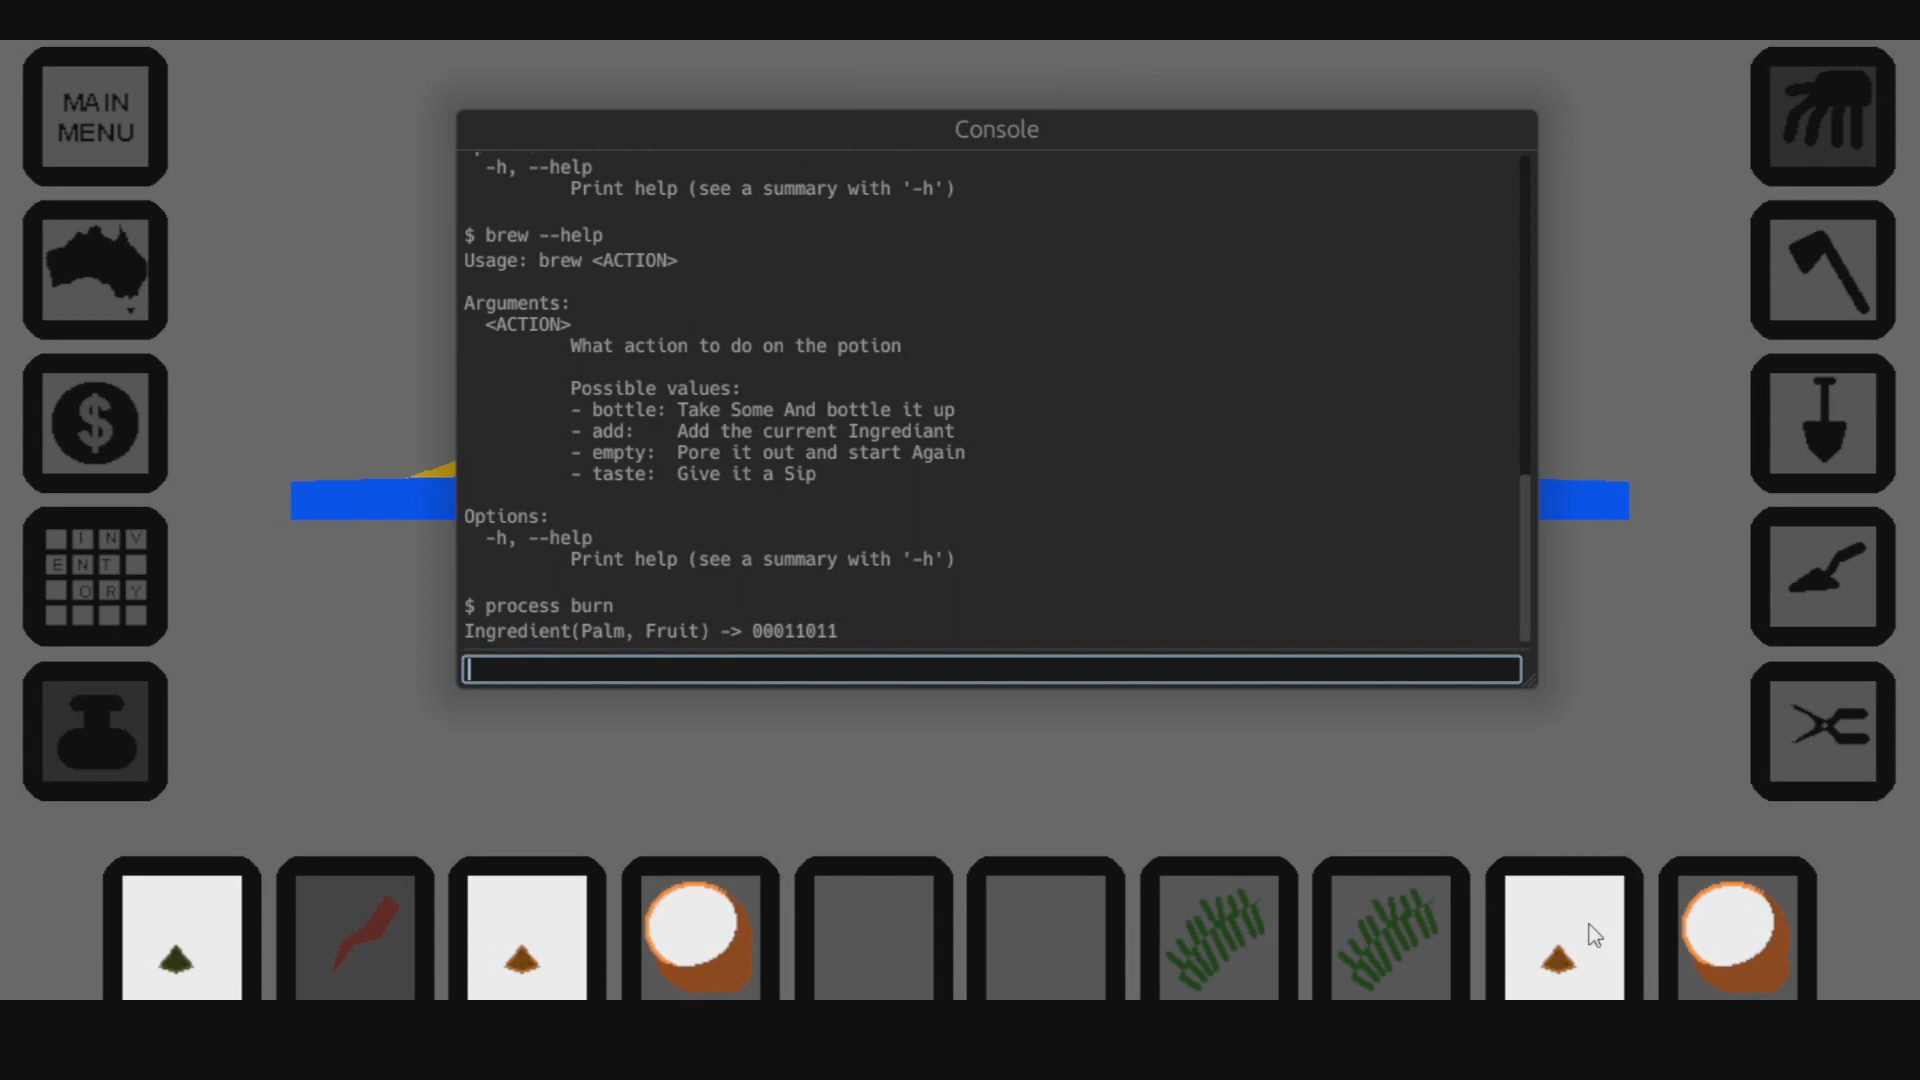 MAIN
MENU
Console
-h, --help
Print help (see a summary with '-h')
$ brew --help
Usage: brew <ACTION>
Arguments:
<ACTION>
What action to do on the potion
Possible values:
- bottle: Take Some And bottle it up
- add: Add the current Ingrediant
- empty: Pore it out and start Again
- taste: Give it a Sip
Options:
-h, --help
Print help (see a summary with '-h')
$ process burn
Ingredient(Palm, Fruit) -> 00011011
$
I N V
E N T
O R Y